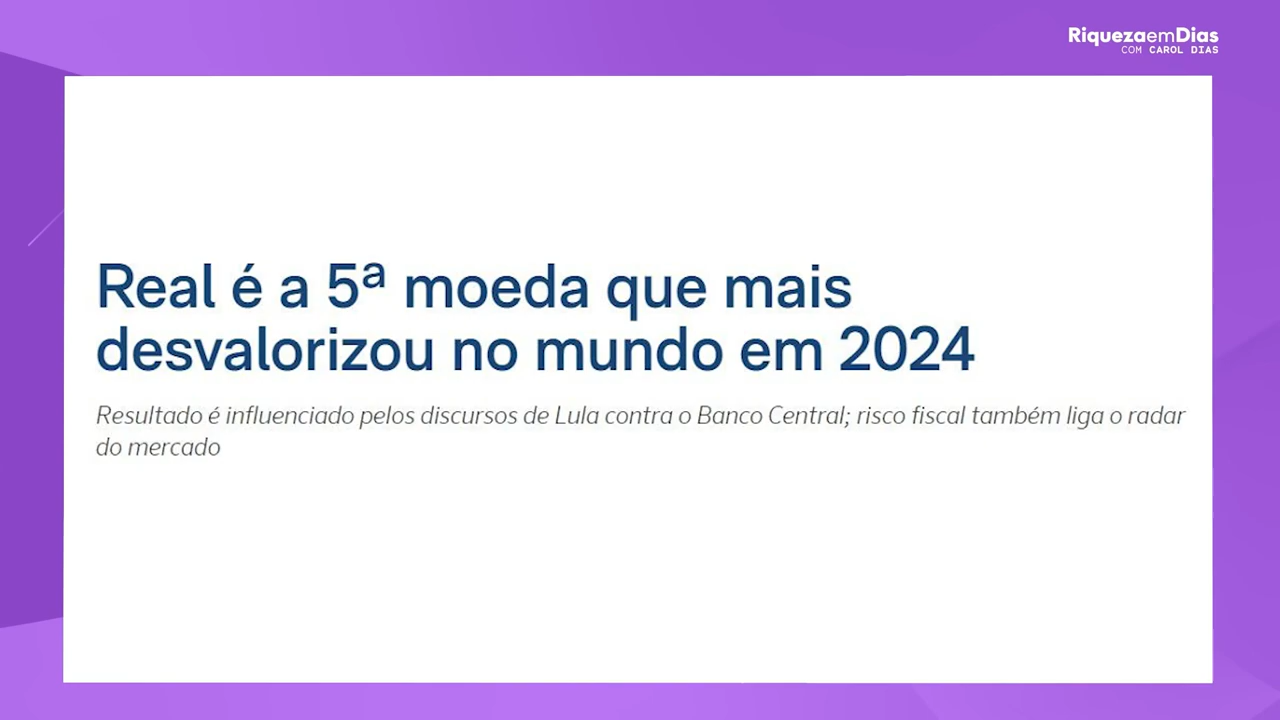 RiquezaemDias
COM CAROL DIAS
Real é a 5ª moeda que mais
desvalorizou no mundo em 2024
Resultado é influenciado pelos discursos de Lula contra o Banco Central; risco fiscal também liga o radar
do mercado